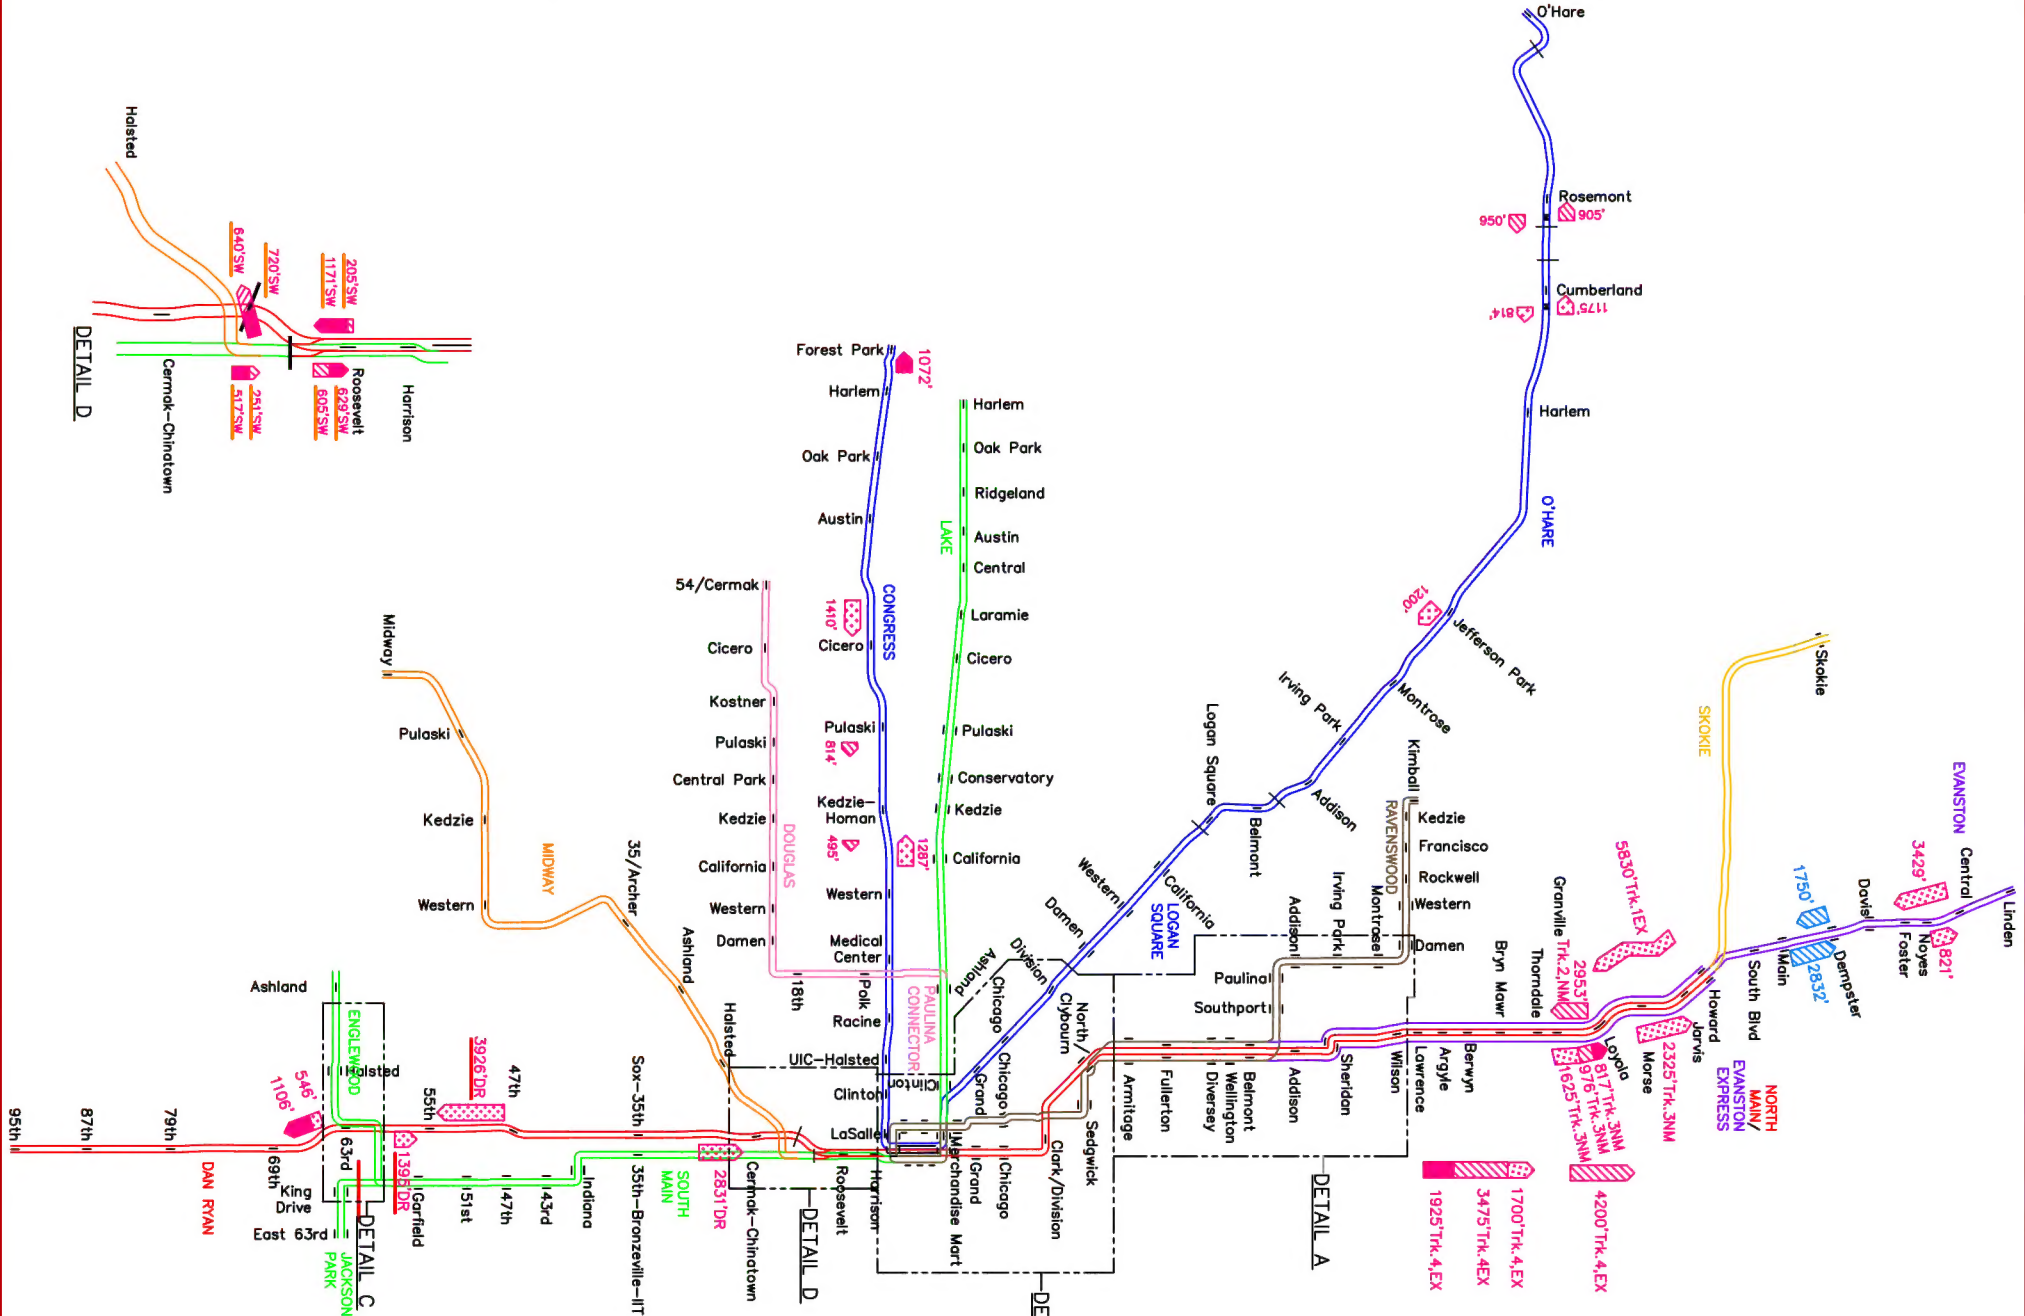 O'Hare
Rosemont
950'
905'
Cumberland
814'
1175'
Harlem
O'HARE
1200'
Jefferson Park
Montrose
Irving Park
Addison
Belmont
Logan Square
California
Western
LOGAN
SQUARE
Damen
Division
Chicago
Grand
Clinton
Halsted
640'SW
720'SW
1171'SW
205'SW
517'SW
251'SW
605'SW
629'SW
Roosevelt
Harrison
Cermak-Chinatown
DETAIL D
Forest Park
1072'
Harlem
Oak Park
Austin
CONGRESS
1410'
Cicero
Pulaski
814'
Kedzie-
Homan
495'
1287'
Western
Medical
Center
Racine
UIC-Halsted
Clinton
LaSalle
Harlem
Oak Park
Ridgeland
LAKE
Austin
Central
Laramie
Cicero
Pulaski
Conservatory
Kedzie
California
Ashland
54/Cermak
Cicero
Kostner
Pulaski
Central Park
Kedzie
DOUGLAS
California
Western
Damen
18th
Polk
PAULINA
CONNECTOR
Midway
Pulaski
Kedzie
MIDWAY
Western
35/Archer
Ashland
Halsted
Skokie
SKOKIE
EVANSTON
Linden
Central
3429'
821'
Noyes
Foster
Davis
1750'
2832'
Dempster
Main
South Blvd
Howard
Jarvis
NORTH
MAIN/
EVANSTON
EXPRESS
5830'Trk.1EX
2953'
Trk.2,NM
2325'Trk.3NM
Morse
Loyola
817'Trk.3NM
976'Trk.3NM
1625'Trk.3NM
Granville
Thorndale
Bryn Mawr
Berwyn
Argyle
Lawrence
Wilson
Sheridon
Addison
Belmont
Wellington
Diversey
Fullerton
Armitage
4200'Trk.4,EX
1700'Trk.4,EX
3475'Trk.4EX
1925'Trk.4,EX
Kimball
RAVENSWOOD
Kedzie
Francisco
Rockwell
Western
Damen
Montrose
Irving Park
Addison
Paulina
Southport
North/
Clybourn
Sedgwick
Chicago
Clark/Division
Chicago
Grand
Merchandise Mart
DETAIL A
DE
Harrison
Roosevelt
DETAIL D
Cermak-Chinatown
2831'DR
SOUTH
MAIN
Sox-35th
35th-Bronzeville-IIT
Indiana
43rd
47th
51st
Garfield
47th
3926'DR
55th
1395'DR
Ashland
ENGLEWOOD
Halsted
546'
1106'
63rd
King
Drive
East 63rd
JACKSON
PARK
DETAIL C
69th
79th
87th
95th
DAN RYAN